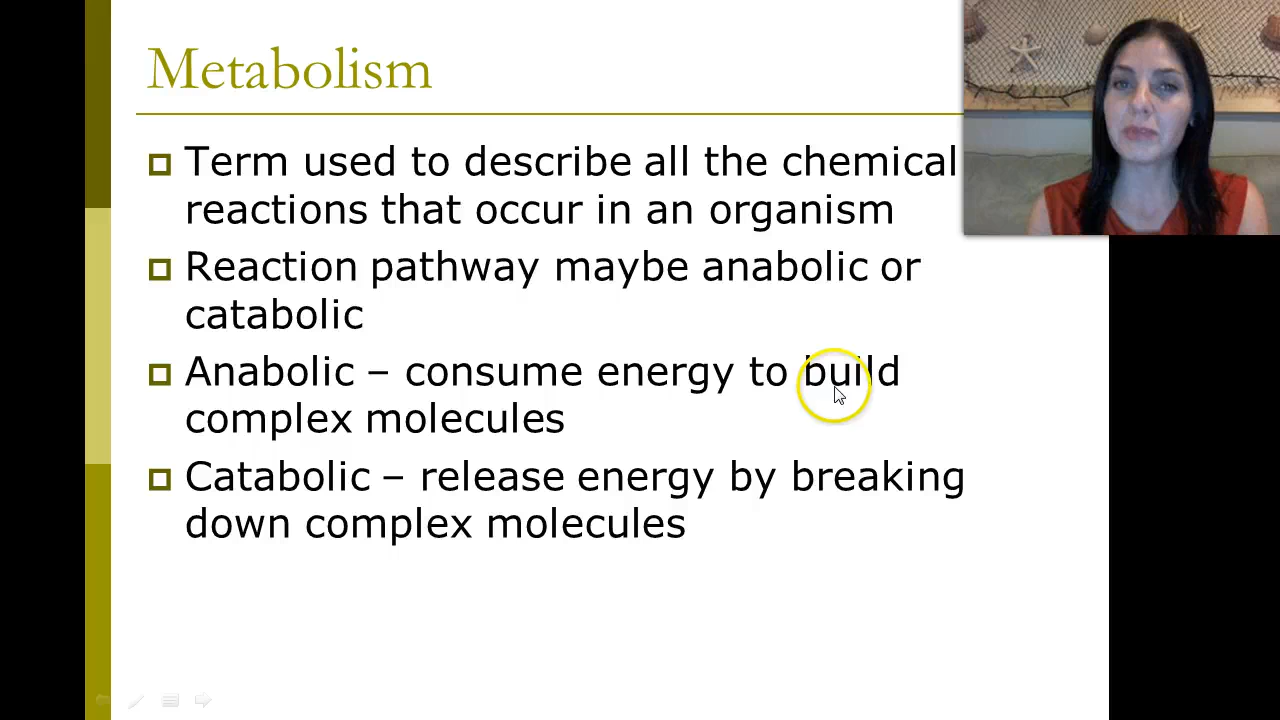 Metabolism
Term used to describe all the chemical
reactions that occur in an organism
Reaction pathway maybe anabolic or
catabolic
Anabolic – consume energy to build
complex molecules
Catabolic – release energy by breaking
down complex molecules